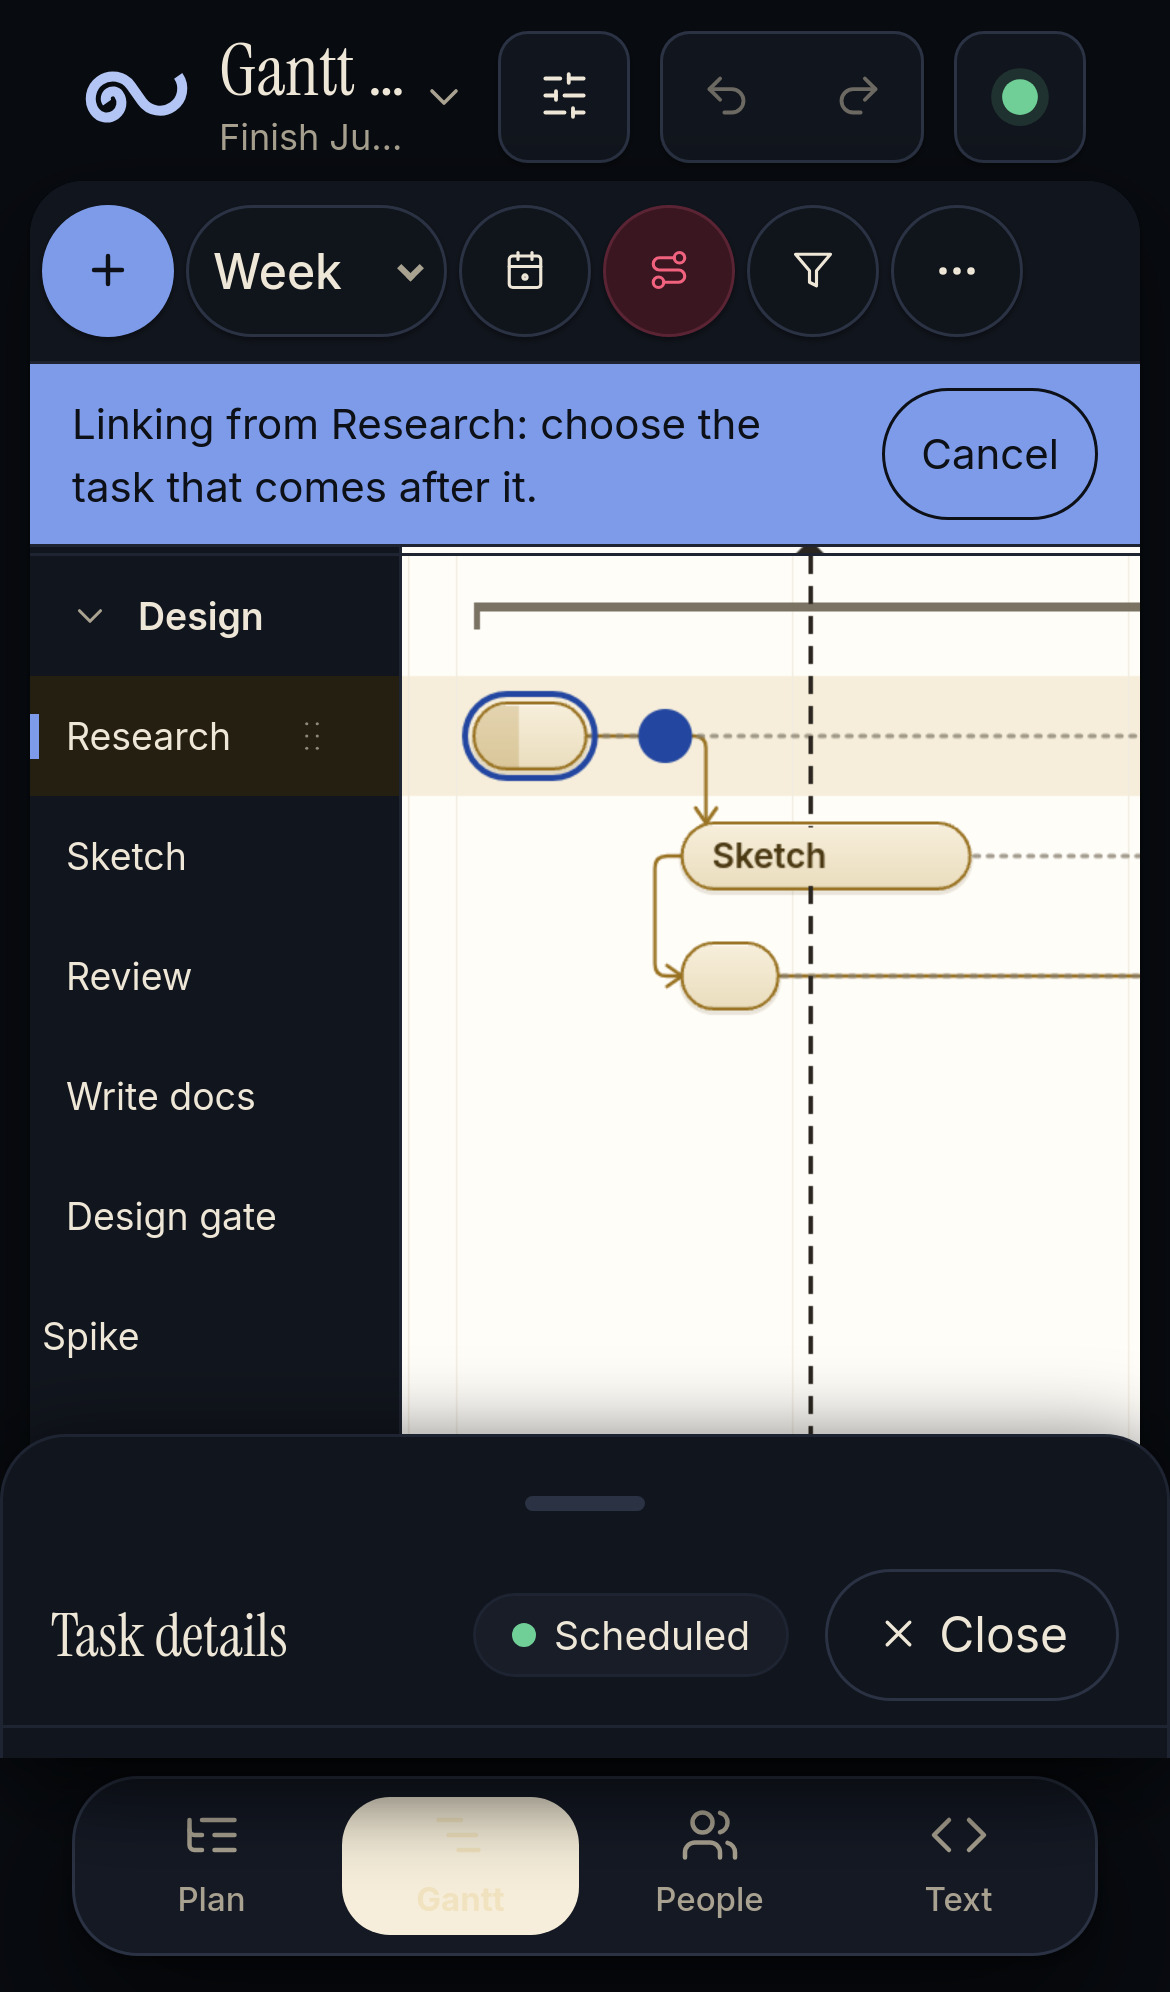 Gantt ...
Finish Ju...
Week
Linking from Research: choose the
task that comes after it.
Cancel
Design
Research
Sketch
Sketch
Review
Write docs
Design gate
Spike
Task details
Scheduled
Close
Plan
Gantt
People
Text